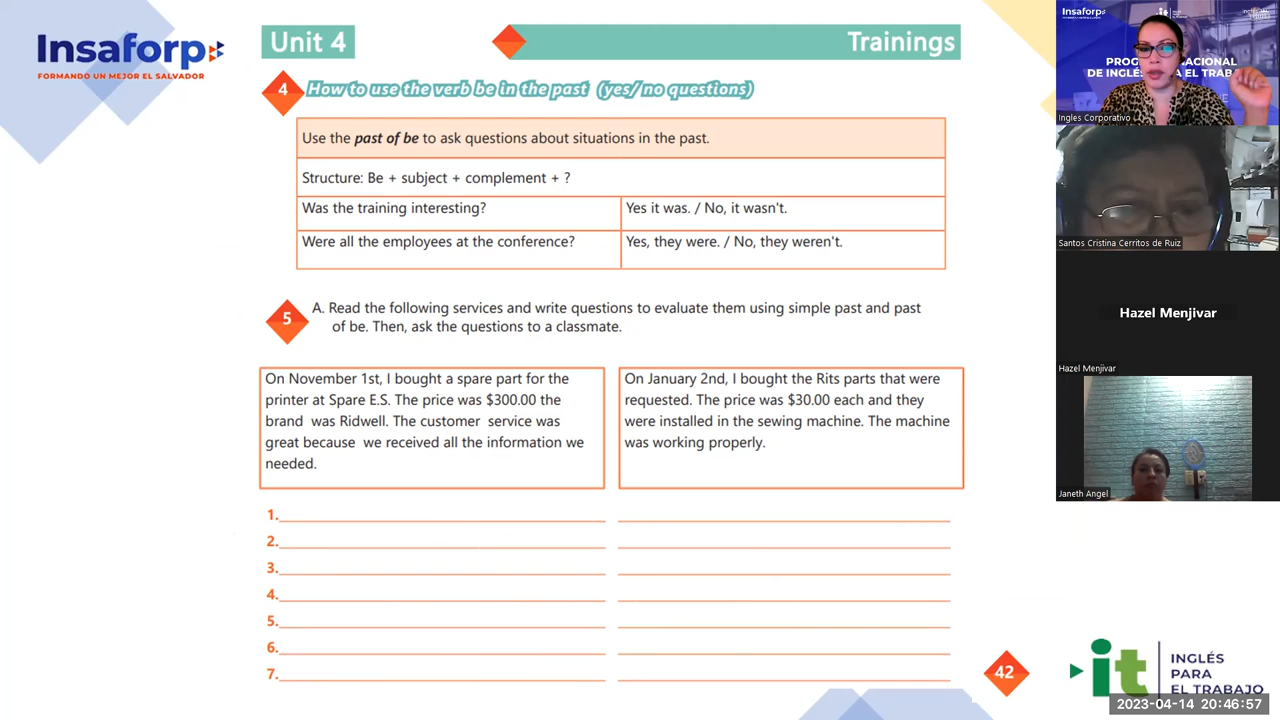 Insaforp
FORMANDO UN MEJOR EL SALVADOR
Unit 4
Trainings
4
How to use the verb be in the past (yes/ no questions)
Use the past of be to ask questions about situations in the past.
Structure: Be + subject + complement + ?
Was the training interesting?
Yes it was. / No, it wasn't.
Were all the employees at the conference?
Yes, they were. / No, they weren't.
5
A. Read the following services and write questions to evaluate them using simple past and past
of be. Then, ask the questions to a classmate.
On November 1st, I bought a spare part for the
printer at Spare E.S. The price was $300.00 the
brand was Ridwell. The customer service was
great because we received all the information we
needed.
On January 2nd, I bought the Rits parts that were
requested. The price was $30.00 each and they
were installed in the sewing machine. The machine
was working properly.
1.
2.
3.
4.
5.
6.
7.
42
it
INGLÉS
PARA
EL TRABAJO
2023-04-14 20:46:57
Insaforp
it
DE INGLÉS
Ingles Corporativo
Santos Cristina Cerritos de Ruiz
Hazel Menjivar
Hazel Menjivar
Janeth Angel